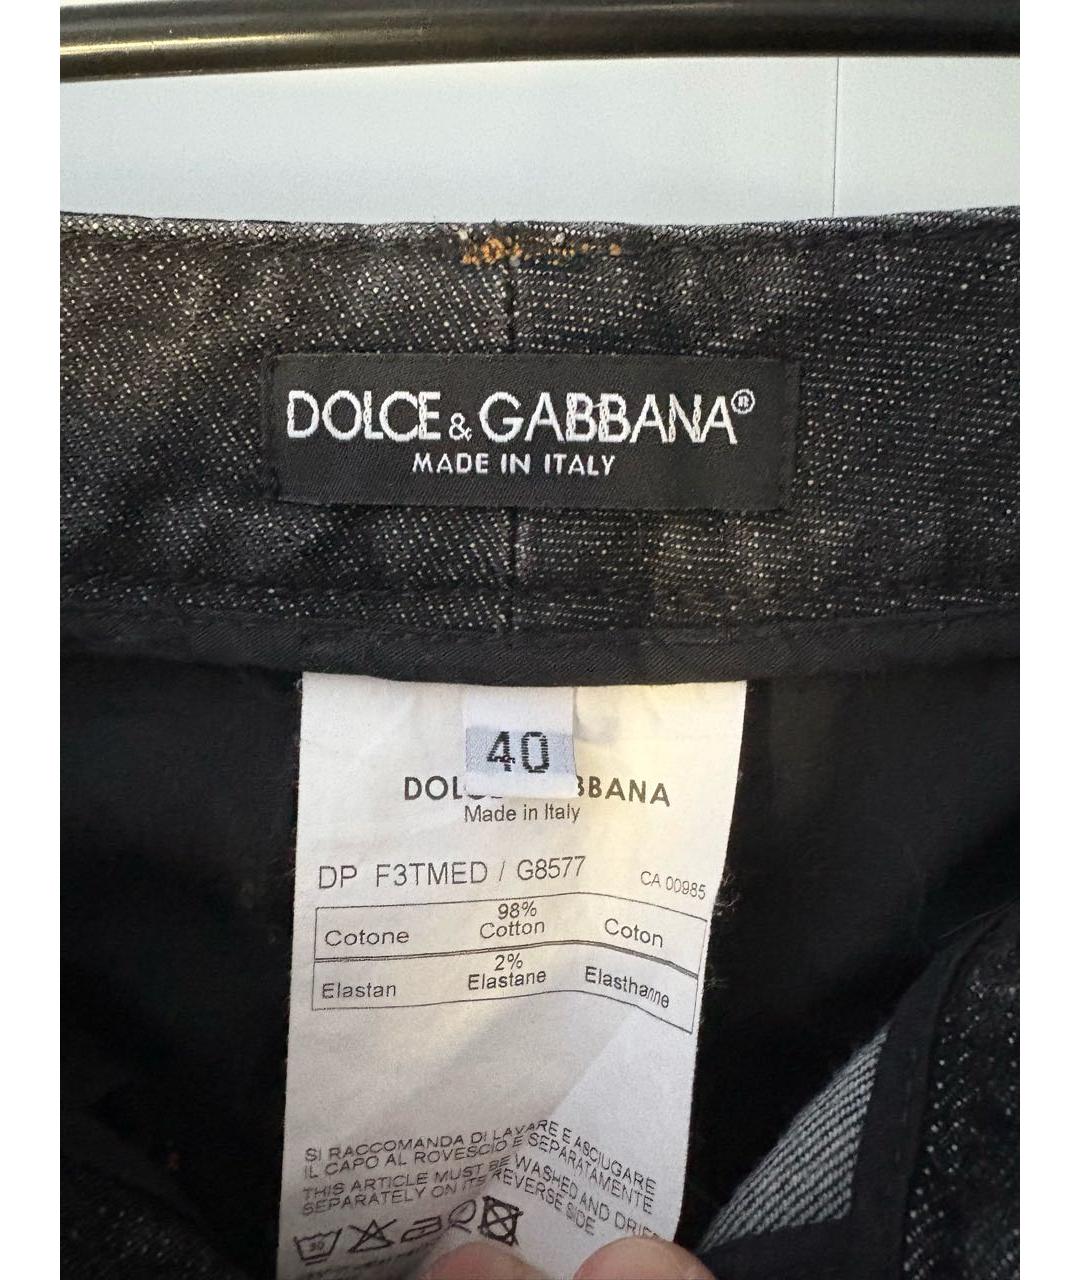 DOLCE & GABBANA®
MADE IN ITALY
40
Made in Italy
DP F3TMED / G8577
CA 00985
98%
Cotone Cotton Coton
2%
Elastan Elastane Elasthanne
SI RACCOMANDA DI LAVARE E ASCIUGARE
IL CAPO AL ROVESCIO E SEPARATAMENTE
THIS ARTICLE MUST BE WASHED AND DRIED
SEPARATELY ON ITS REVERSE SIDE
30